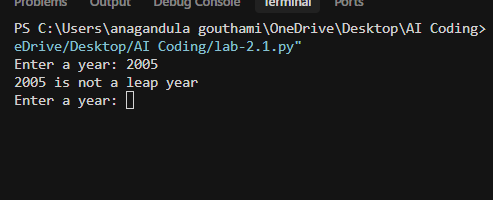 Problems Output Debug Console Terminal Ports
PS C:\Users\anagandula gouthami\OneDrive\Desktop\AI Coding>
eDrive/Desktop/AI Coding/lab-2.1.py"
Enter a year: 2005
2005 is not a leap year
Enter a year: